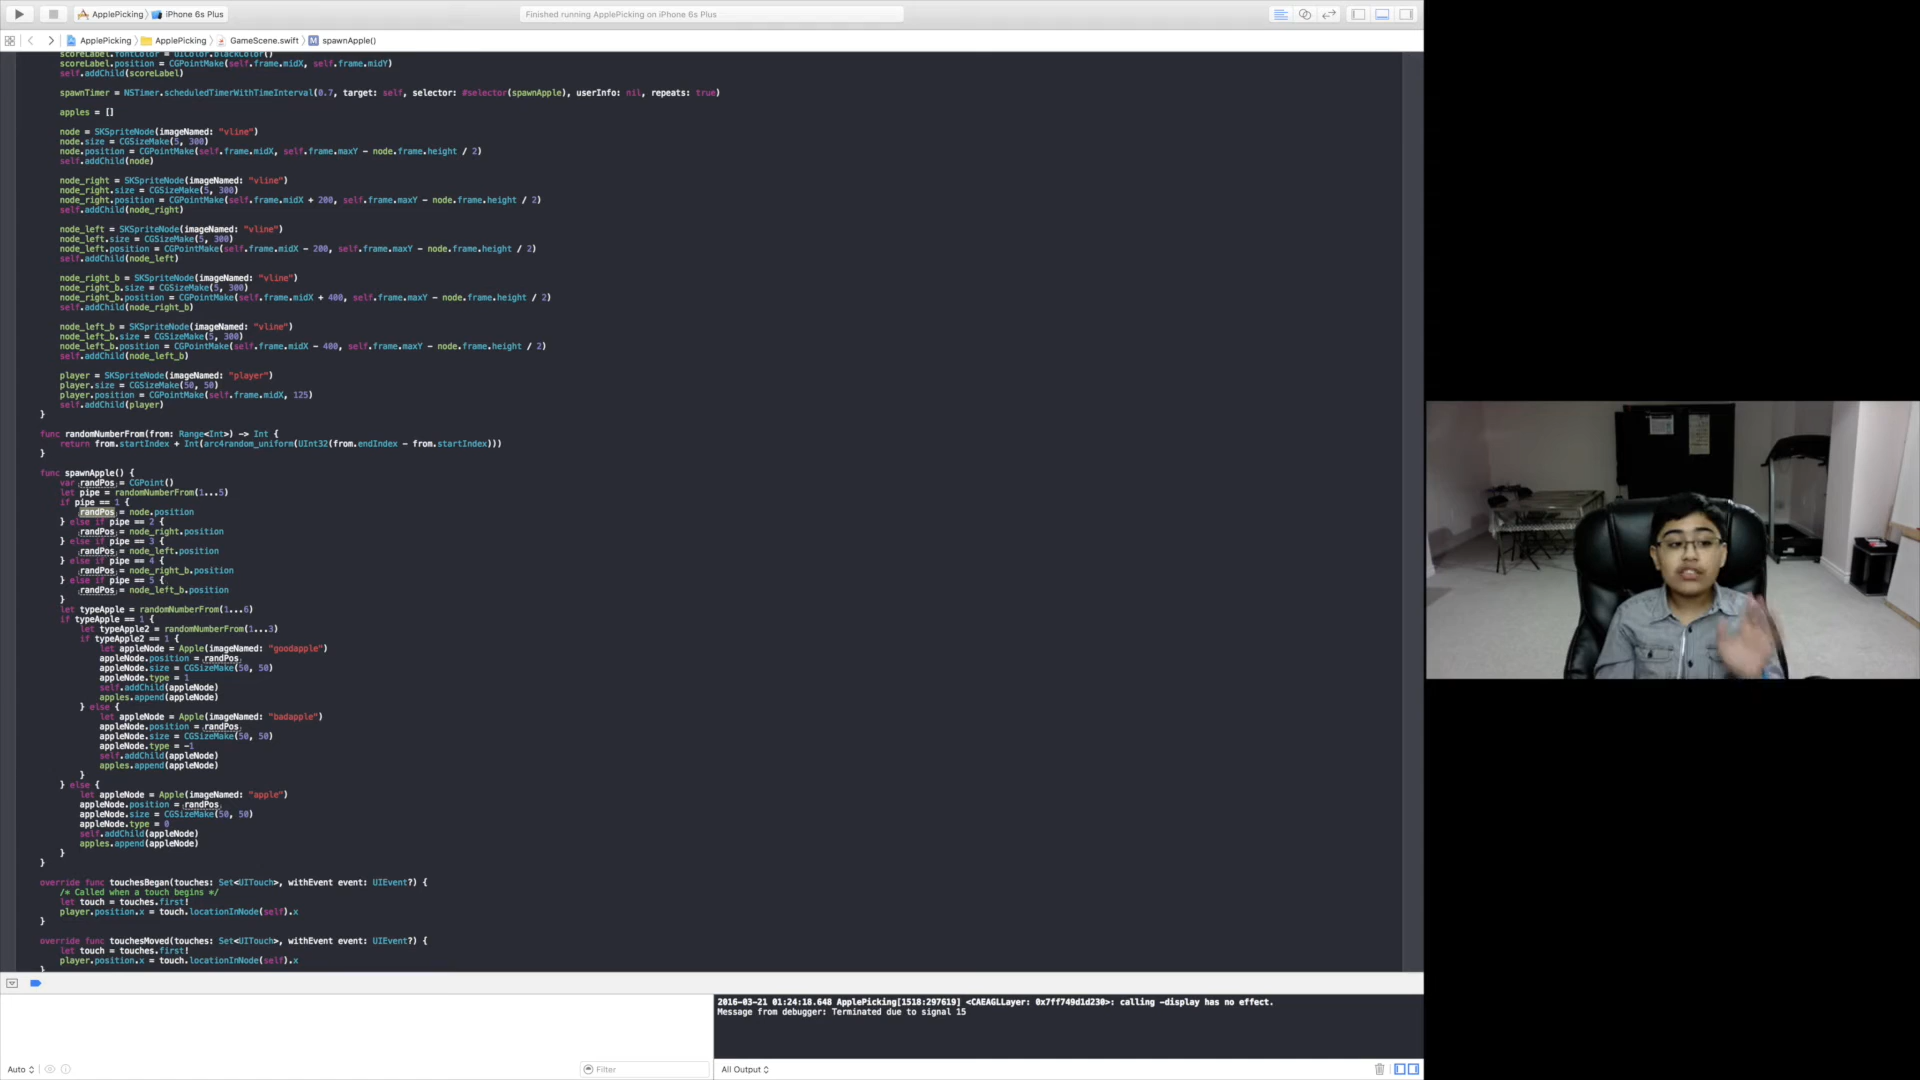 ApplePicking iPhone 6s Plus
Finished running ApplePicking on iPhone 6s Plus
ApplePicking ApplePicking GameScene.swift M spawnApple()
scoreLabel.fontColor = UIColor.blackColor()
scoreLabel.position = CGPointMake(self.frame.midX, self.frame.midY)
self.addChild(scoreLabel)
spawnTimer = NSTimer.scheduledTimerWithTimeInterval(0.7, target: self, selector: #selector(spawnApple), userInfo: nil, repeats: true)
apples = []
node = SKSpriteNode(imageNamed: "vline")
node.size = CGSizeMake(5, 300)
node.position = CGPointMake(self.frame.midX, self.frame.maxY - node.frame.height / 2)
self.addChild(node)
node_right = SKSpriteNode(imageNamed: "vline")
node_right.size = CGSizeMake(5, 300)
node_right.position = CGPointMake(self.frame.midX + 200, self.frame.maxY - node.frame.height / 2)
self.addChild(node_right)
node_left = SKSpriteNode(imageNamed: "vline")
node_left.size = CGSizeMake(5, 300)
node_left.position = CGPointMake(self.frame.midX - 200, self.frame.maxY - node.frame.height / 2)
self.addChild(node_left)
node_right_b = SKSpriteNode(imageNamed: "vline")
node_right_b.size = CGSizeMake(5, 300)
node_right_b.position = CGPointMake(self.frame.midX + 400, self.frame.maxY - node.frame.height / 2)
self.addChild(node_right_b)
node_left_b = SKSpriteNode(imageNamed: "vline")
node_left_b.size = CGSizeMake(5, 300)
node_left_b.position = CGPointMake(self.frame.midX - 400, self.frame.maxY - node.frame.height / 2)
self.addChild(node_left_b)
player = SKSpriteNode(imageNamed: "player")
player.size = CGSizeMake(50, 50)
player.position = CGPointMake(self.frame.midX, 125)
self.addChild(player)
}
func randomNumberFrom(from: Range<Int>) -> Int {
return from.startIndex + Int(arc4random_uniform(UInt32(from.endIndex - from.startIndex)))
}
func spawnApple() {
var randPos = CGPoint()
let pipe = randomNumberFrom(1...5)
if pipe == 1 {
randPos = node.position
} else if pipe == 2 {
randPos = node_right.position
} else if pipe == 3 {
randPos = node_left.position
} else if pipe == 4 {
randPos = node_right_b.position
} else if pipe == 5 {
randPos = node_left_b.position
}
let typeApple = randomNumberFrom(1...6)
if typeApple == 1 {
let typeApple2 = randomNumberFrom(1...3)
if typeApple2 == 1 {
let appleNode = Apple(imageNamed: "goodapple")
appleNode.position = randPos
appleNode.size = CGSizeMake(50, 50)
appleNode.type = 1
self.addChild(appleNode)
apples.append(appleNode)
} else {
let appleNode = Apple(imageNamed: "badapple")
appleNode.position = randPos
appleNode.size = CGSizeMake(50, 50)
appleNode.type = -1
self.addChild(appleNode)
apples.append(appleNode)
}
} else {
let appleNode = Apple(imageNamed: "apple")
appleNode.position = randPos
appleNode.size = CGSizeMake(50, 50)
appleNode.type = 0
self.addChild(appleNode)
apples.append(appleNode)
}
}
override func touchesBegan(touches: Set<UITouch>, withEvent event: UIEvent?) {
/* Called when a touch begins */
let touch = touches.first!
player.position.x = touch.locationInNode(self).x
}
override func touchesMoved(touches: Set<UITouch>, withEvent event: UIEvent?) {
let touch = touches.first!
player.position.x = touch.locationInNode(self).x
}
2016-03-21 01:24:18.648 ApplePicking[1518:297619] <CAEAGLLayer: 0x7ff749d1d230>: calling -display has no effect.
Message from debugger: Terminated due to signal 15
Auto Filter All Output